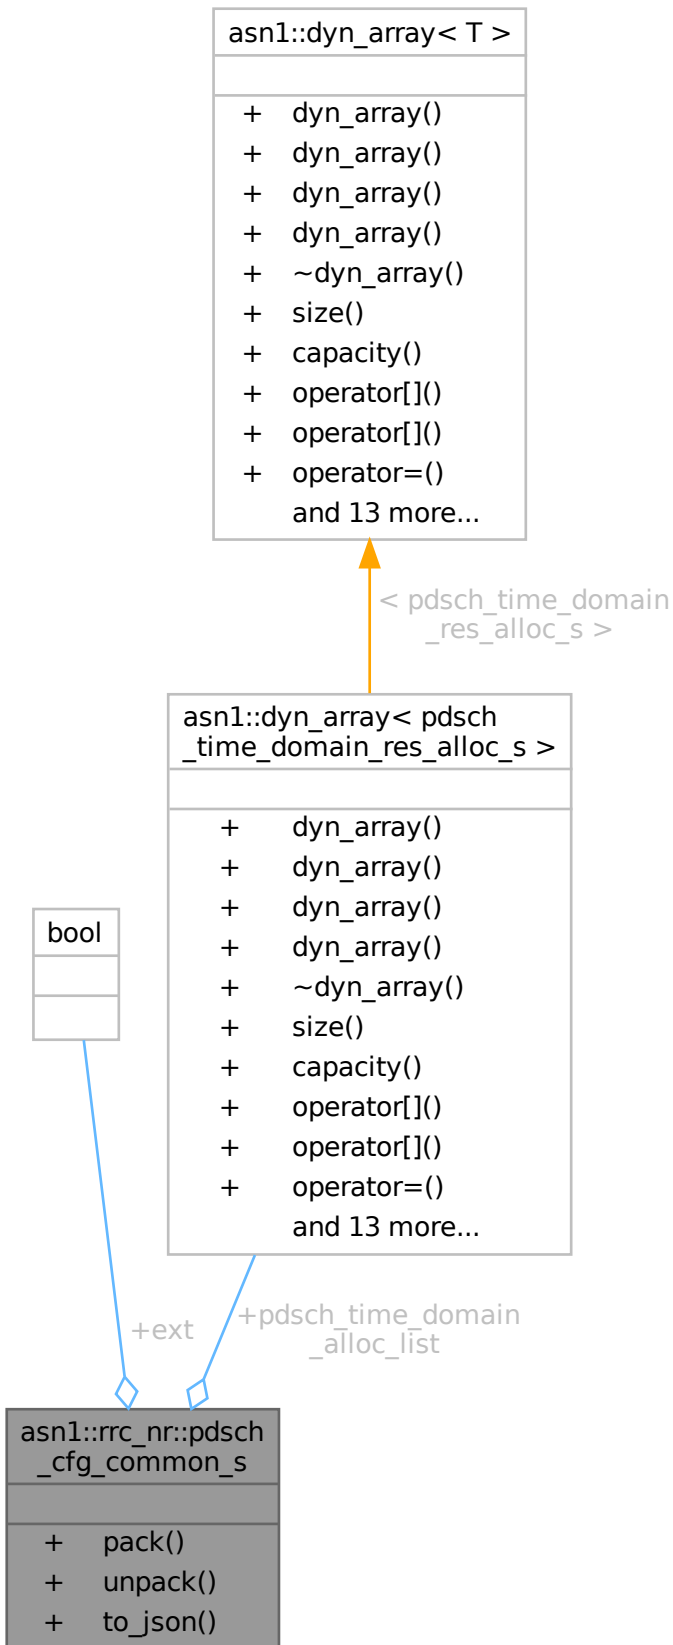 asn1::dyn_array< T >
+ dyn_array()
+ dyn_array()
+ dyn_array()
+ dyn_array()
+ ~dyn_array()
+ size()
+ capacity()
+ operator[]()
+ operator[]()
+ operator=()
and 13 more...
< pdsch_time_domain
_res_alloc_s >
asn1::dyn_array< pdsch
_time_domain_res_alloc_s >
+ dyn_array()
+ dyn_array()
+ dyn_array()
+ dyn_array()
+ ~dyn_array()
+ size()
+ capacity()
+ operator[]()
+ operator[]()
+ operator=()
and 13 more...
bool
+ext
+pdsch_time_domain
_alloc_list
asn1::rrc_nr::pdsch
_cfg_common_s
+ pack()
+ unpack()
+ to_json()